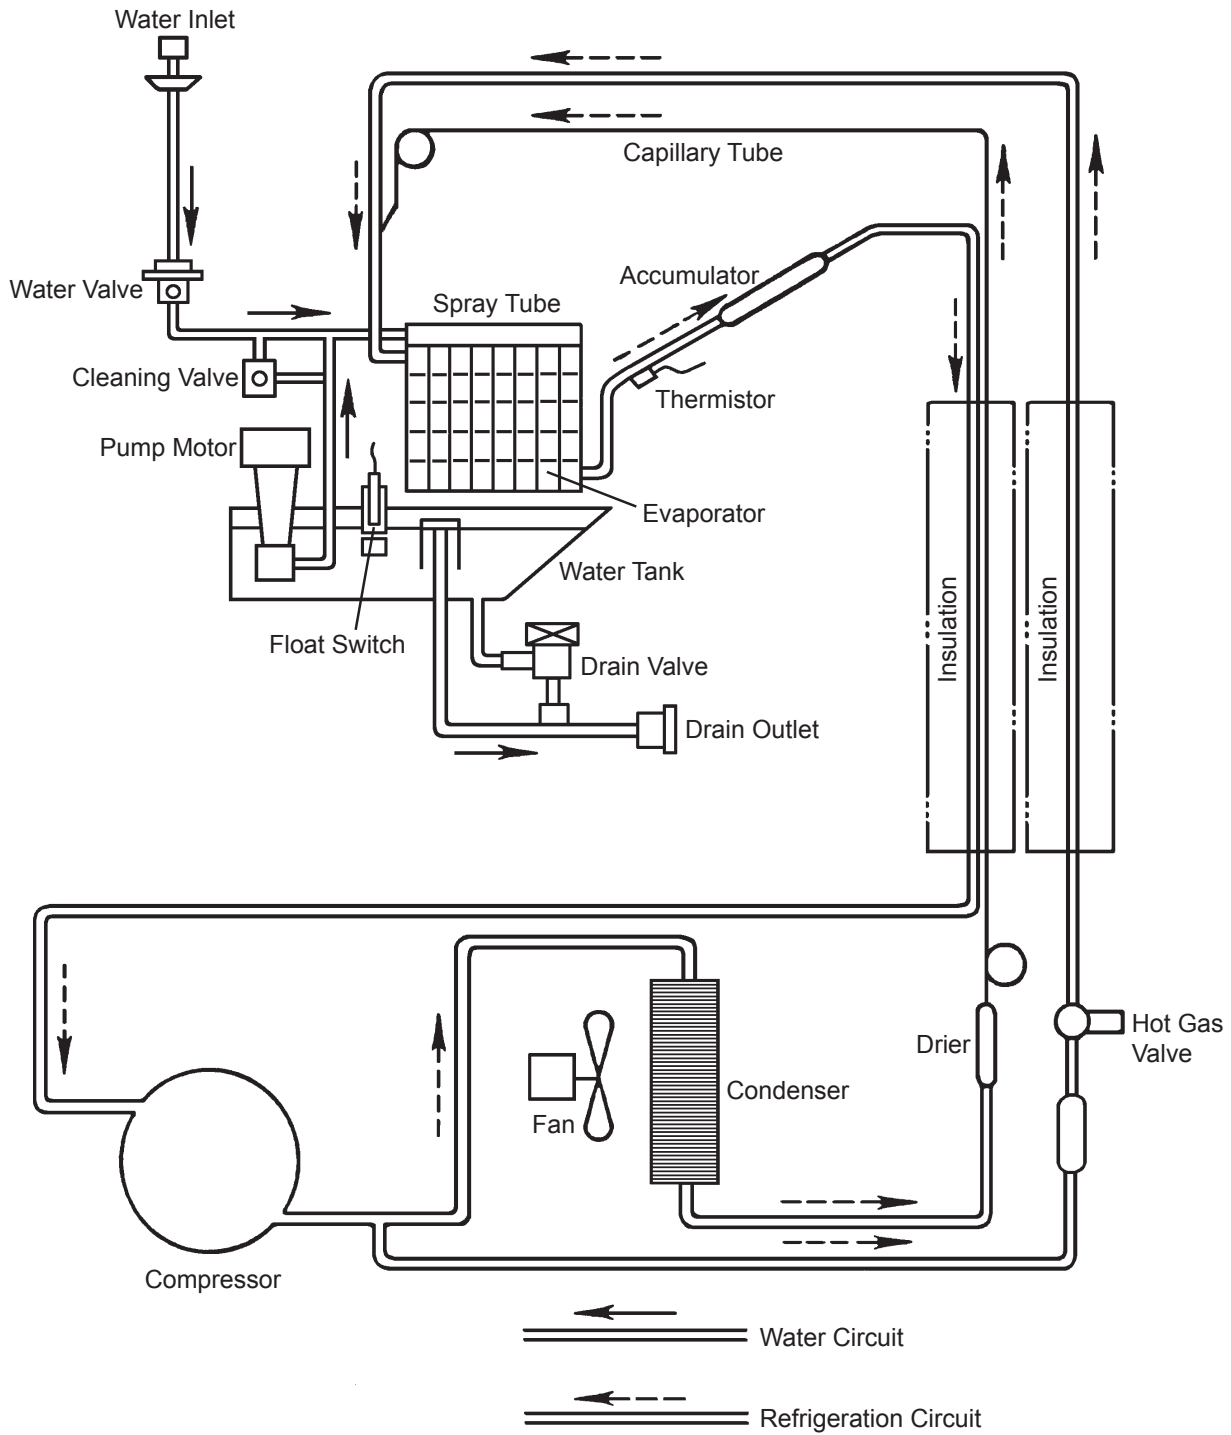 Water Inlet
Capillary Tube
Accumulator
Water Valve
Spray Tube
Cleaning Valve
Thermistor
Pump Motor
Evaporator
Water Tank
Insulation
Insulation
Float Switch
Drain Valve
Drain Outlet
Hot Gas
Valve
Drier
Condenser
Fan
Compressor
Water Circuit
Refrigeration Circuit